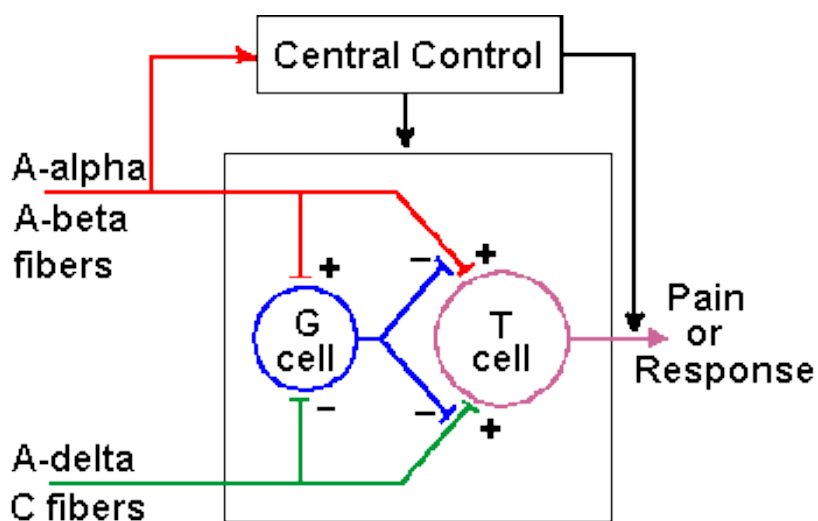 Central Control
A-alpha
A-beta
fibers
+
−
+
G
cell
T
cell
Pain
or
Response
−
−
+
A-delta
C fibers